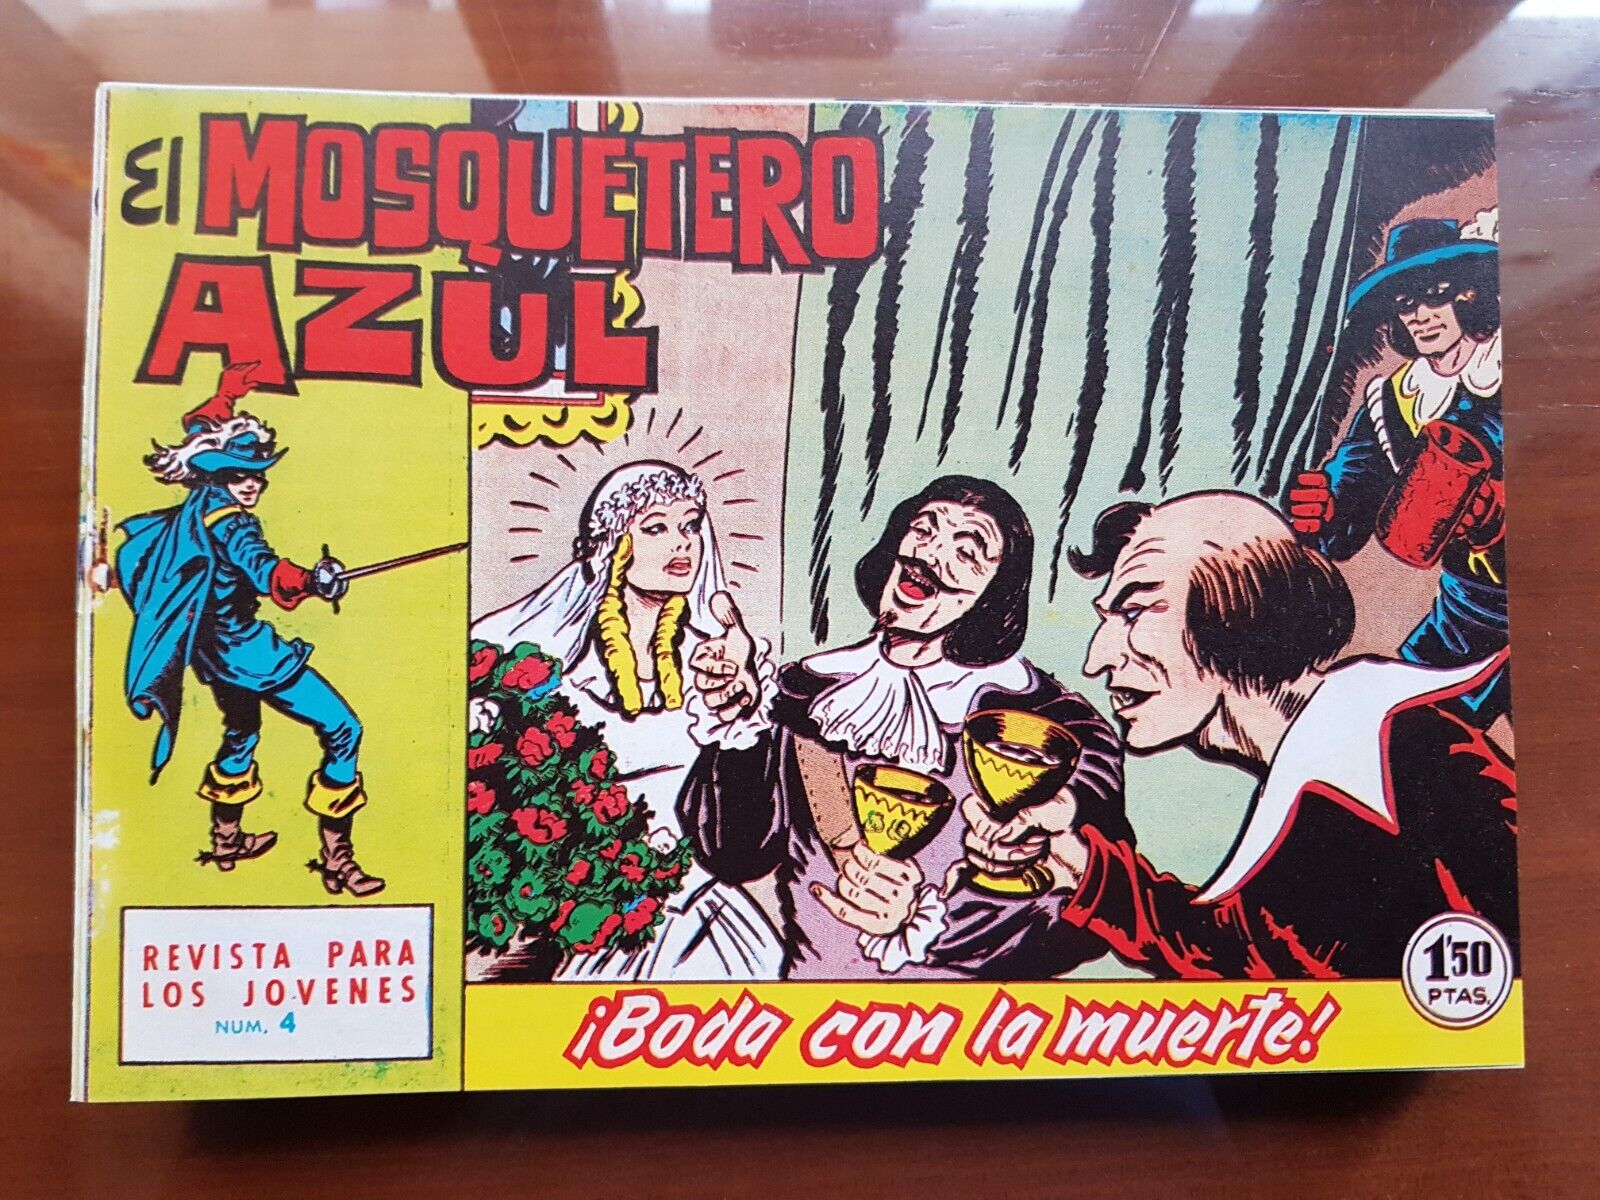 El MOSQUETERO
AZUL
REVISTA PARA
LOS JOVENES
NUM. 4
1'50
PTAS.
¡Boda con la muerte!